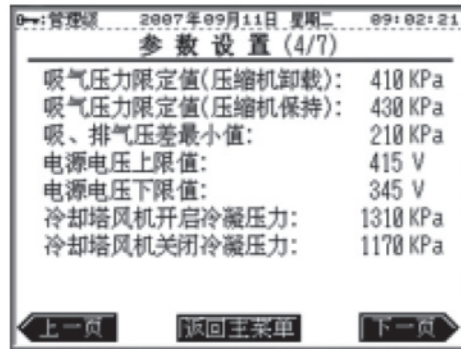 :管理级 2007年09月11日 星期二 09:02:21
参 数 设 置 (4/7)
吸气压力限定值(压缩机卸载): 410 KPa
吸气压力限定值(压缩机保持): 430 KPa
吸、排气压差最小值: 210 KPa
电源电压上限值: 415 V
电源电压下限值: 345 V
冷却塔风机开启冷凝压力: 1310 KPa
冷却塔风机关闭冷凝压力: 1170 KPa
上一页 返回主菜单 下一页